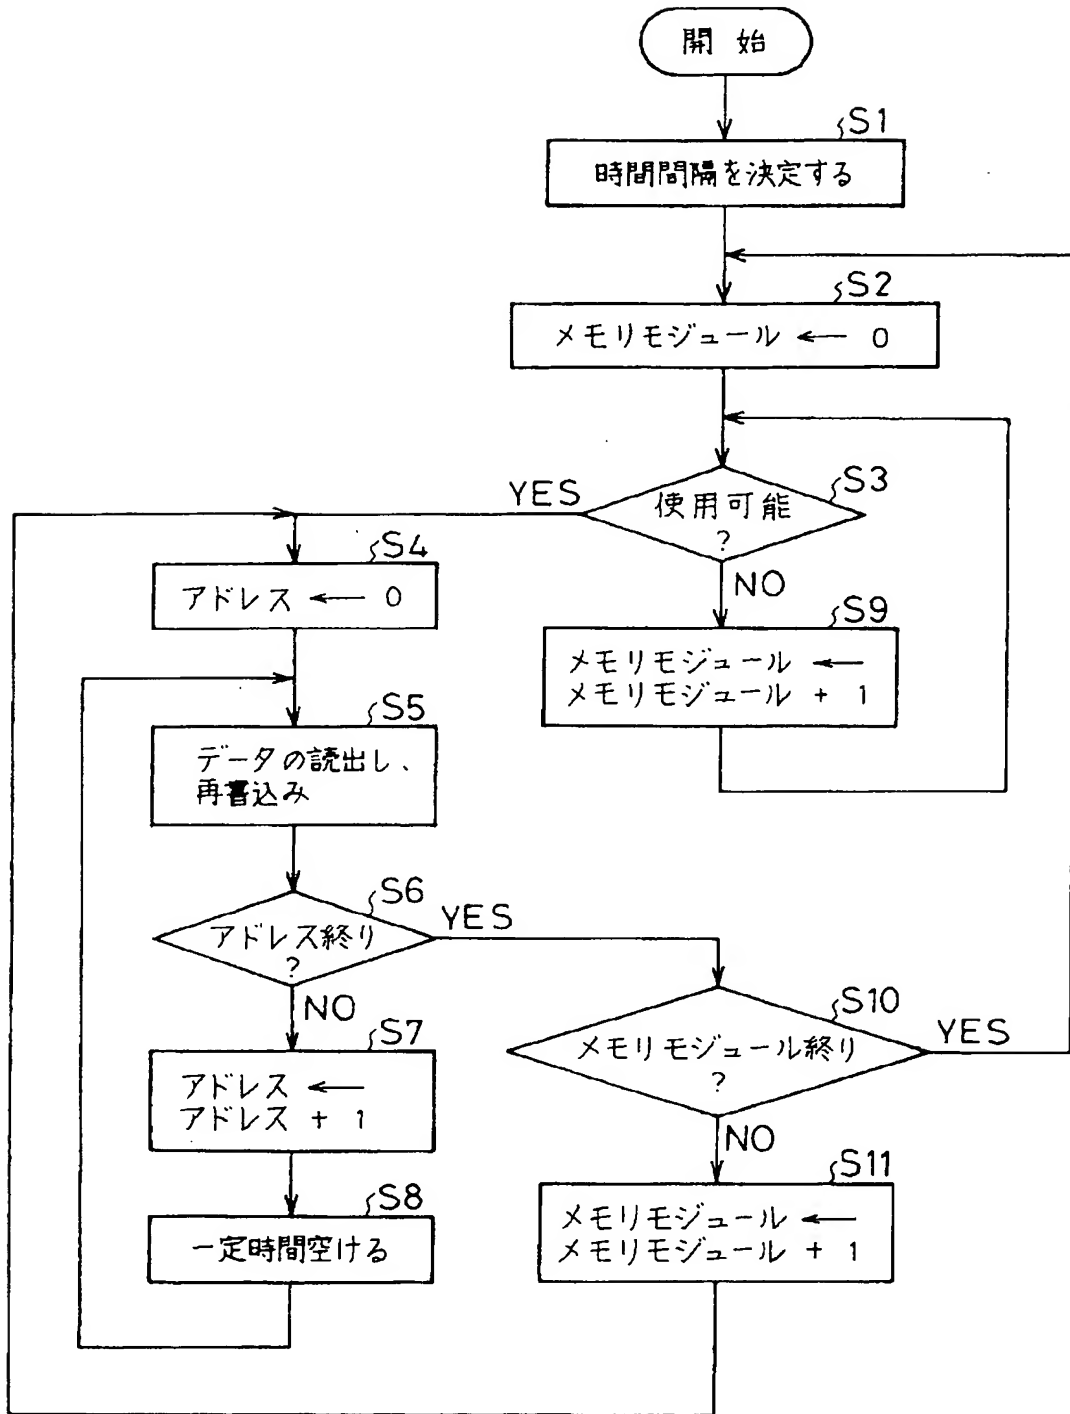 開始
S1
時間間隔を決定する
S2
メモリモジュール ← 0
S3
使用可能
?
YES
NO
S4
アドレス ← 0
S9
メモリモジュール ←
メモリモジュール + 1
S5
データの読出し、
再書込み
S6
アドレス終り
?
YES
NO
S10
メモリモジュール終り
?
YES
NO
S7
アドレス ←
アドレス + 1
S11
メモリモジュール ←
メモリモジュール + 1
S8
一定時間空ける